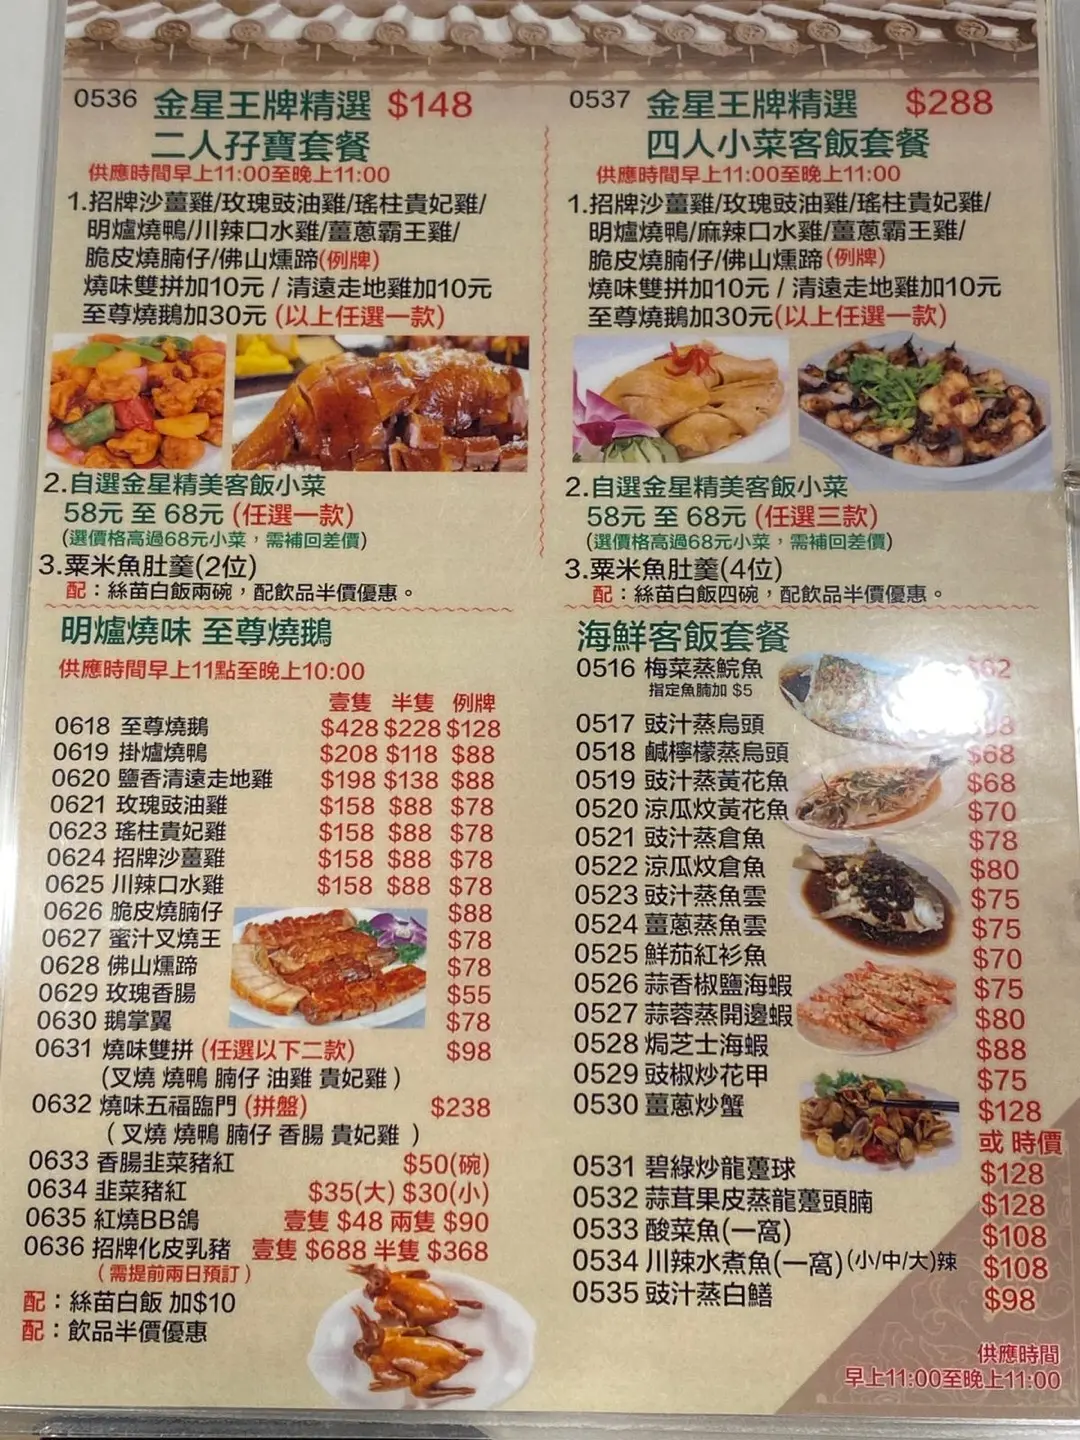 0536 金星王牌精選 $148
二人孖寶套餐
供應時間早上11:00至晚上11:00
1.招牌沙薑雞/玫瑰豉油雞/瑤柱貴妃雞/
明爐燒鴨/川辣口水雞/薑蔥霸王雞/
脆皮燒腩仔/佛山燻蹄(例牌)
燒味雙拼加10元 / 清遠走地雞加10元
至尊燒鵝加30元 (以上任選一款)
2.自選金星精美客飯小菜
58元 至 68元 (任選一款)
(選價格高過68元小菜，需補回差價)
3.粟米魚肚羹(2位)
配：絲苗白飯兩碗，配飲品半價優惠。
0537 金星王牌精選 $288
四人小菜客飯套餐
供應時間早上11:00至晚上11:00
1.招牌沙薑雞/玫瑰豉油雞/瑤柱貴妃雞/
明爐燒鴨/麻辣口水雞/薑蔥霸王雞/
脆皮燒腩仔/佛山燻蹄(例牌)
燒味雙拼加10元 / 清遠走地雞加10元
至尊燒鵝加30元(以上任選一款)
2.自選金星精美客飯小菜
58元 至 68元 (任選三款)
(選價格高過68元小菜，需補回差價)
3.粟米魚肚羹(4位)
配：絲苗白飯四碗，配飲品半價優惠。
明爐燒味 至尊燒鵝
供應時間早上11點至晚上10:00
壹隻 半隻 例牌
0618 至尊燒鵝 $428 $228 $128
0619 掛爐燒鴨 $208 $118 $88
0620 鹽香清遠走地雞 $198 $138 $88
0621 玫瑰豉油雞 $158 $88 $78
0623 瑤柱貴妃雞 $158 $88 $78
0624 招牌沙薑雞 $158 $88 $78
0625 川辣口水雞 $158 $88 $78
0626 脆皮燒腩仔 $88
0627 蜜汁叉燒王 $78
0628 佛山燻蹄 $78
0629 玫瑰香腸 $55
0630 鵝掌翼 $78
0631 燒味雙拼 (任選以下二款) $98
(叉燒 燒鴨 腩仔 油雞 貴妃雞 )
0632 燒味五福臨門 (拼盤) $238
( 叉燒 燒鴨 腩仔 香腸 貴妃雞 )
0633 香腸韭菜豬紅 $50(碗)
0634 韭菜豬紅 $35(大) $30(小)
0635 紅燒BB鴿 壹隻 $48 兩隻 $90
0636 招牌化皮乳豬 壹隻 $688 半隻 $368
(需提前兩日預訂)
配：絲苗白飯 加$10
配：飲品半價優惠
海鮮客飯套餐
0516 梅菜蒸鯇魚 $62
指定魚腩加 $5
0517 豉汁蒸烏頭
0518 鹹檸檬蒸烏頭 $68
0519 豉汁蒸黃花魚 $68
0520 涼瓜炆黃花魚 $70
0521 豉汁蒸倉魚 $78
0522 涼瓜炆倉魚 $80
0523 豉汁蒸魚雲 $75
0524 薑蔥蒸魚雲 $75
0525 鮮茄紅衫魚 $70
0526 蒜香椒鹽海蝦 $75
0527 蒜蓉蒸開邊蝦 $80
0528 焗芝士海蝦 $88
0529 豉椒炒花甲 $75
0530 薑蔥炒蟹 $128
或 時價
0531 碧綠炒龍躉球 $128
0532 蒜茸果皮蒸龍躉頭腩 $128
0533 酸菜魚(一窩) $108
0534 川辣水煮魚(一窩)(小/中/大)辣 $108
0535 豉汁蒸白鱔 $98
供應時間
早上11:00至晚上11:00